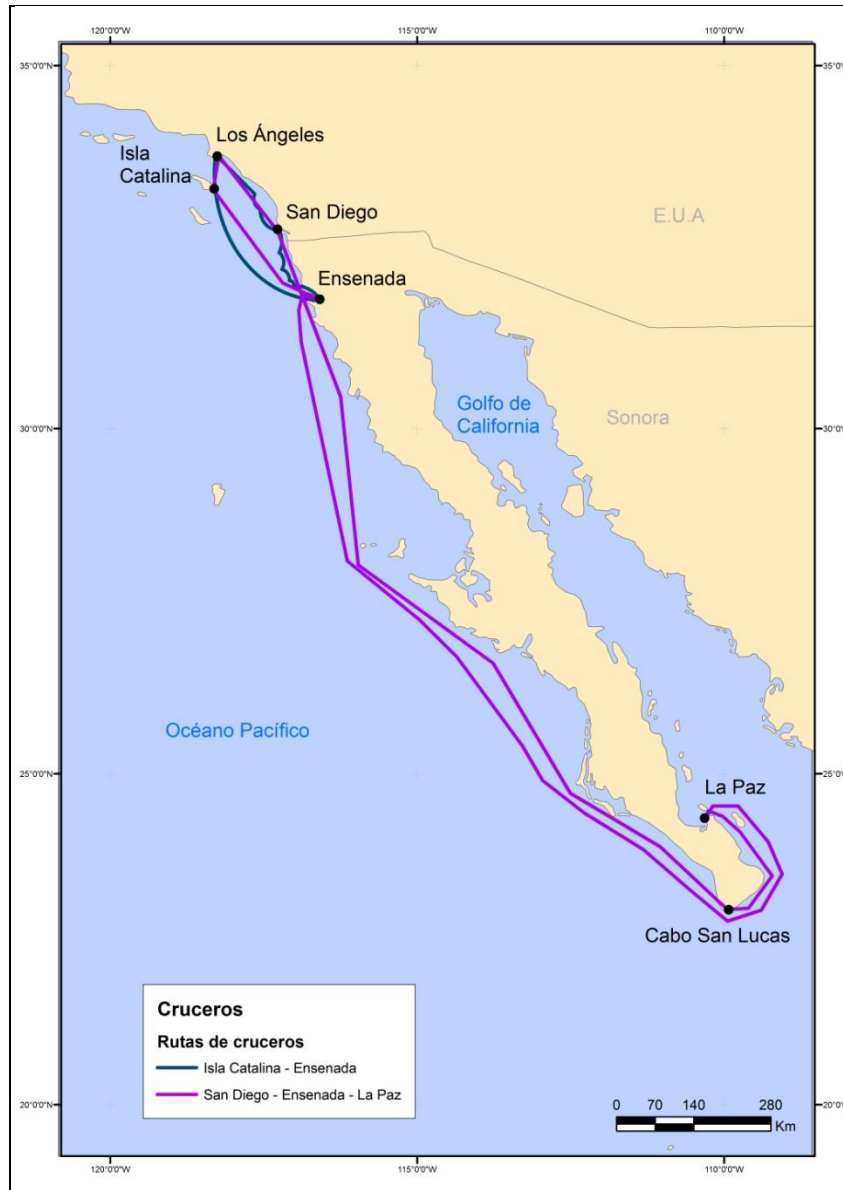 120°0'0"W 115°0'0"W 110°0'0"W
35°0'0"N 35°0'0"N
Los Ángeles
Isla
Catalina
San Diego
E.U.A
Ensenada
Golfo de
California
Sonora
30°0'0"N 30°0'0"N
Océano Pacífico
25°0'0"N 25°0'0"N
La Paz
Cabo San Lucas
Cruceros
Rutas de cruceros
Isla Catalina - Ensenada
San Diego - Ensenada - La Paz
0 70 140 280
Km
20°0'0"N 20°0'0"N
120°0'0"W 115°0'0"W 110°0'0"W